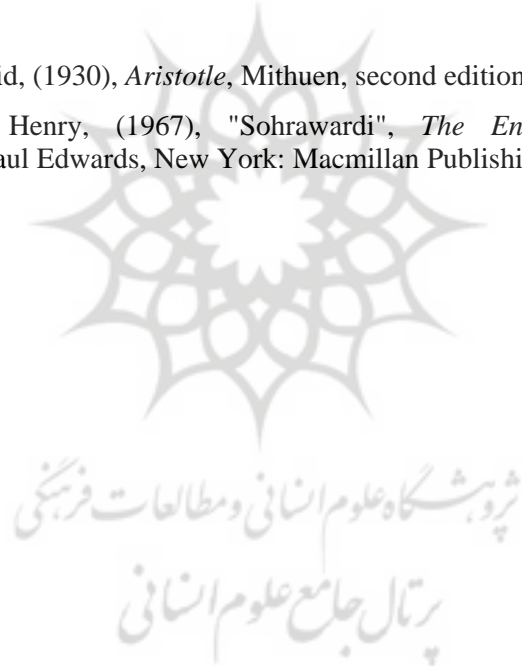 id, (1930), Aristotle, Mithuen, second edition
Henry, (1967), "Sohrawardi", The En
aul Edwards, New York: Macmillan Publishi
پژوهشگاه علوم انسانی و مطالعات فرهنگی
پرتال جامع علوم انسانی